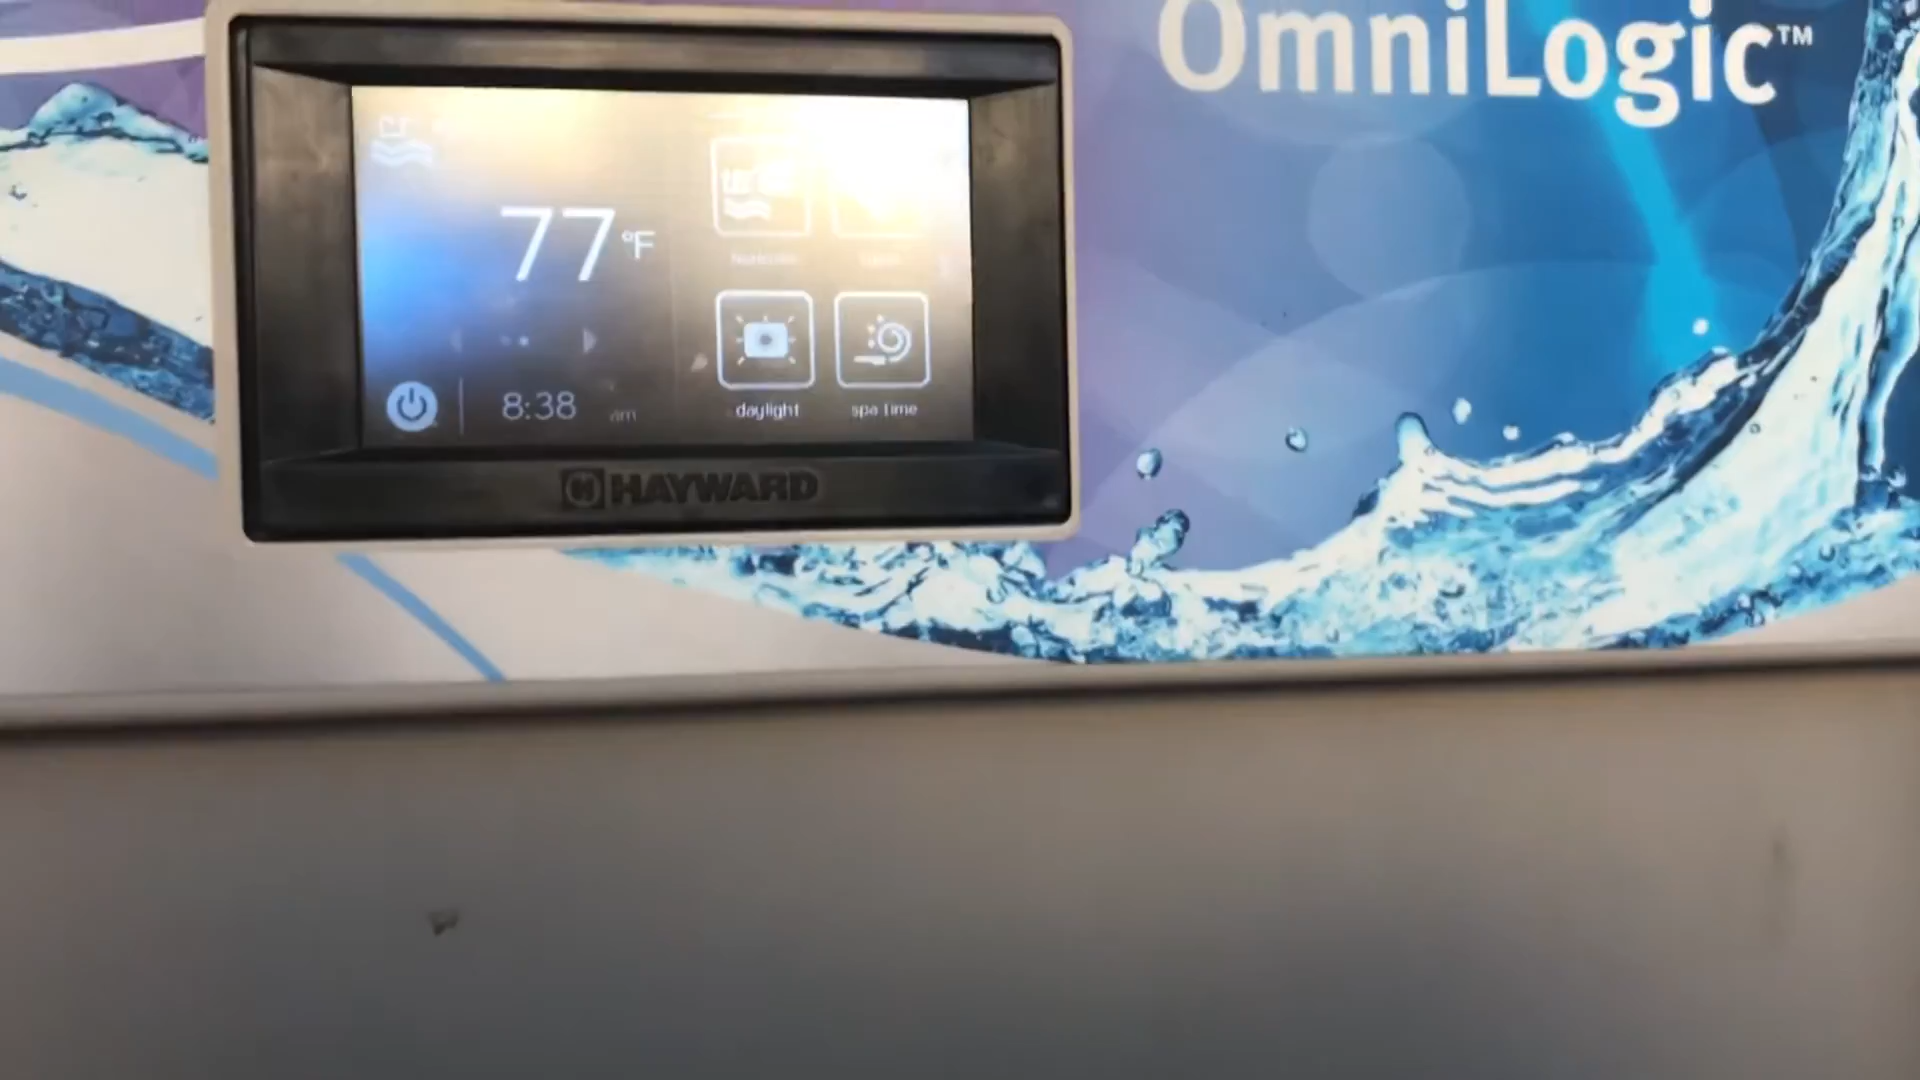 OmniLogic™
77 °F
daylight
spa time
8:38 am
HAYWARD